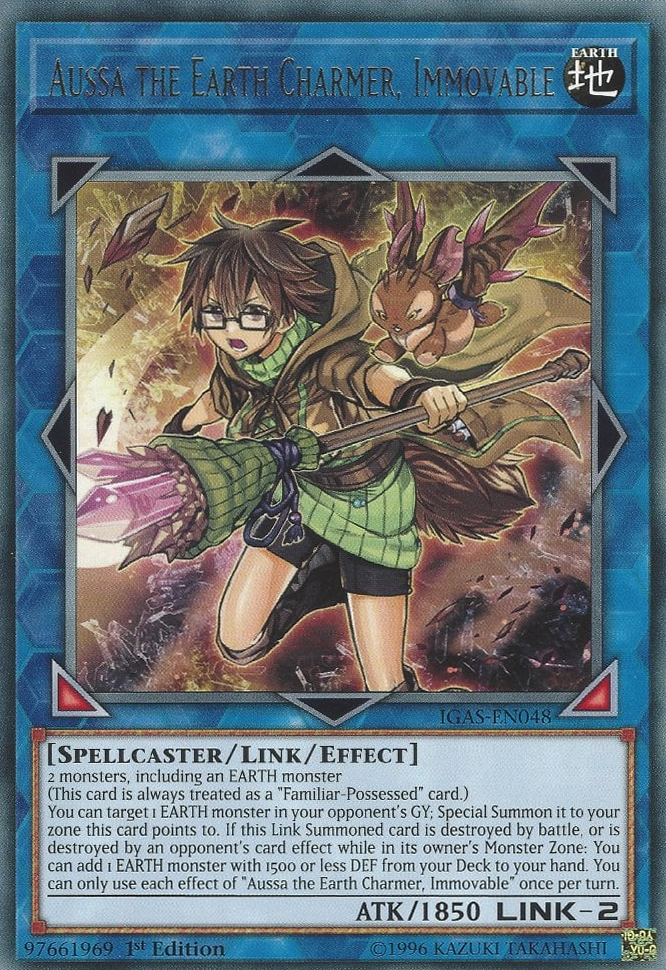 Aussa the Earth Charmer, Immovable
EARTH
地
IGAS-EN048
[Spellcaster/Link/Effect]
2 monsters, including an EARTH monster
(This card is always treated as a "Familiar-Possessed" card.)
You can target 1 EARTH monster in your opponent's GY; Special Summon it to your
zone this card points to. If this Link Summoned card is destroyed by battle, or is
destroyed by an opponent's card effect while in its owner's Monster Zone: You
can add 1 EARTH monster with 1500 or less DEF from your Deck to your hand. You
can only use each effect of "Aussa the Earth Charmer, Immovable" once per turn.
ATK/1850 LINK-2
97661969 1st Edition ©1996 KAZUKI TAKAHASHI